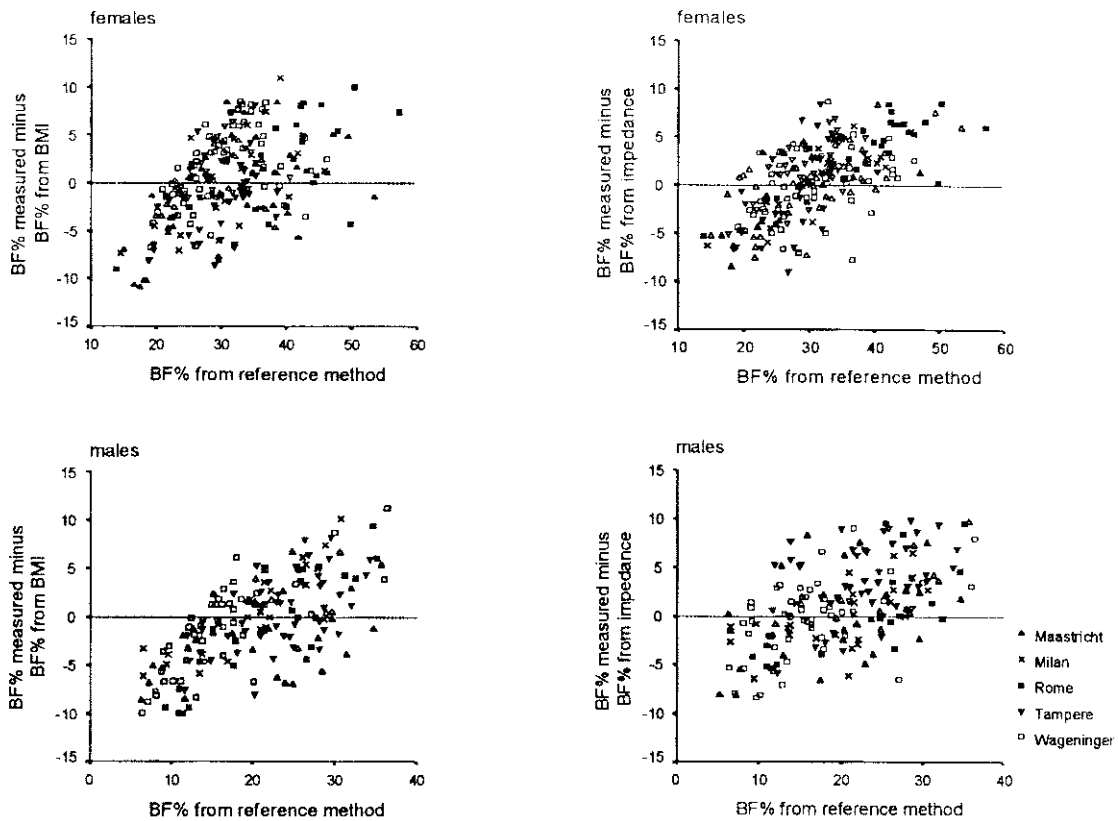 females
15
10
5
0
-5
-10
-15
10 20 30 40 50 60
BF% measured minus
BF% from BMI
BF% from reference method
females
15
10
5
0
-5
-10
-15
10 20 30 40 50 60
BF% measured minus
BF% from impedance
BF% from reference method
males
15
10
5
0
-5
-10
-15
0 10 20 30 40
BF% measured minus
BF% from BMI
BF% from reference method
males
15
10
5
0
-5
-10
-15
0 10 20 30 40
BF% measured minus
BF% from impedance
BF% from reference method
Maastricht
Milan
Rome
Tampere
Wageninger